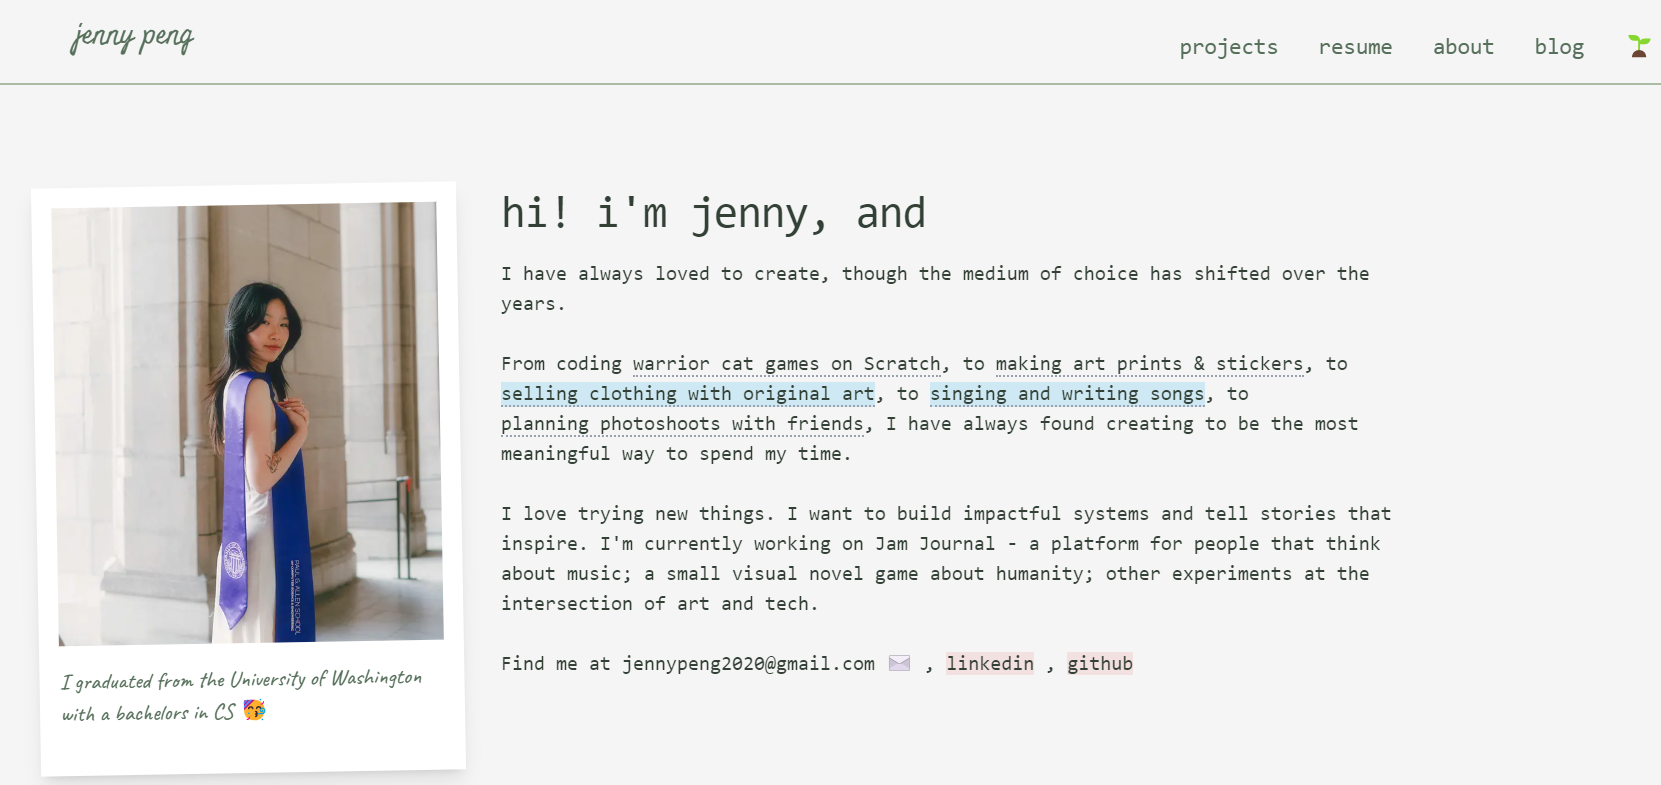 jenny peng
projects resume about blog
hi! i'm jenny, and
I have always loved to create, though the medium of choice has shifted over the
years.
From coding warrior cat games on Scratch, to making art prints & stickers, to
selling clothing with original art, to singing and writing songs, to
planning photoshoots with friends, I have always found creating to be the most
meaningful way to spend my time.
I love trying new things. I want to build impactful systems and tell stories that
inspire. I'm currently working on Jam Journal - a platform for people that think
about music; a small visual novel game about humanity; other experiments at the
intersection of art and tech.
Find me at jennypeng2020@gmail.com ✉️ , linkedin , github
PAUL G. ALLEN SCHOOL
I graduated from the University of Washington
with a bachelors in CS 🥳